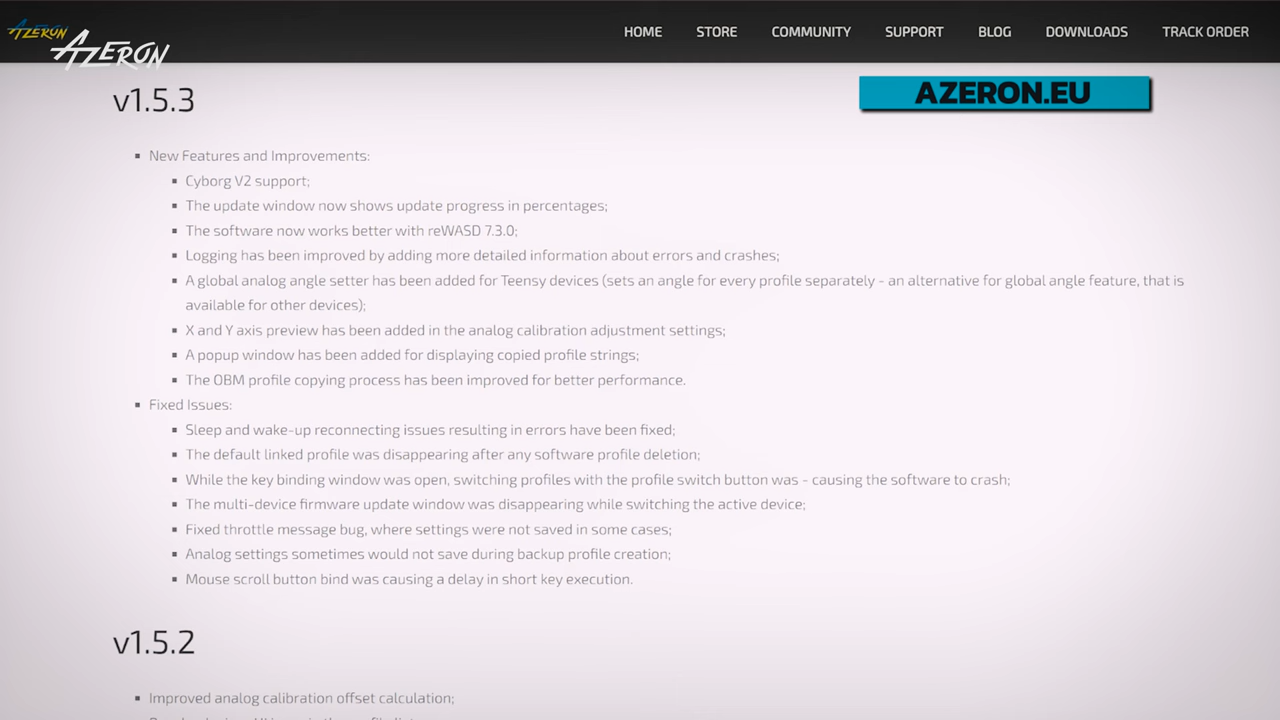 AZERON
AZERON
HOME STORE COMMUNITY SUPPORT BLOG DOWNLOADS TRACK ORDER
AZERON.EU
v1.5.3
New Features and Improvements:
Cyborg V2 support;
The update window now shows update progress in percentages;
The software now works better with reWASD 7.3.0;
Logging has been improved by adding more detailed information about errors and crashes;
A global analog angle setter has been added for Teensy devices (sets an angle for every profile separately - an alternative for global angle feature, that is
available for other devices);
X and Y axis preview has been added in the analog calibration adjustment settings;
A popup window has been added for displaying copied profile strings;
The OBM profile copying process has been improved for better performance.
Fixed Issues:
Sleep and wake-up reconnecting issues resulting in errors have been fixed;
The default linked profile was disappearing after any software profile deletion;
While the key binding window was open, switching profiles with the profile switch button was - causing the software to crash;
The multi-device firmware update window was disappearing while switching the active device;
Fixed throttle message bug, where settings were not saved in some cases;
Analog settings sometimes would not save during backup profile creation;
Mouse scroll button bind was causing a delay in short key execution.
v1.5.2
Improved analog calibration offset calculation;